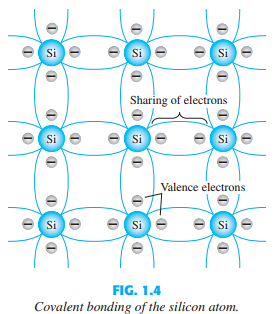 Si Si Si
Sharing of electrons
Si Si Si
Valence electrons
Si Si Si
FIG. 1.4
Covalent bonding of the silicon atom.